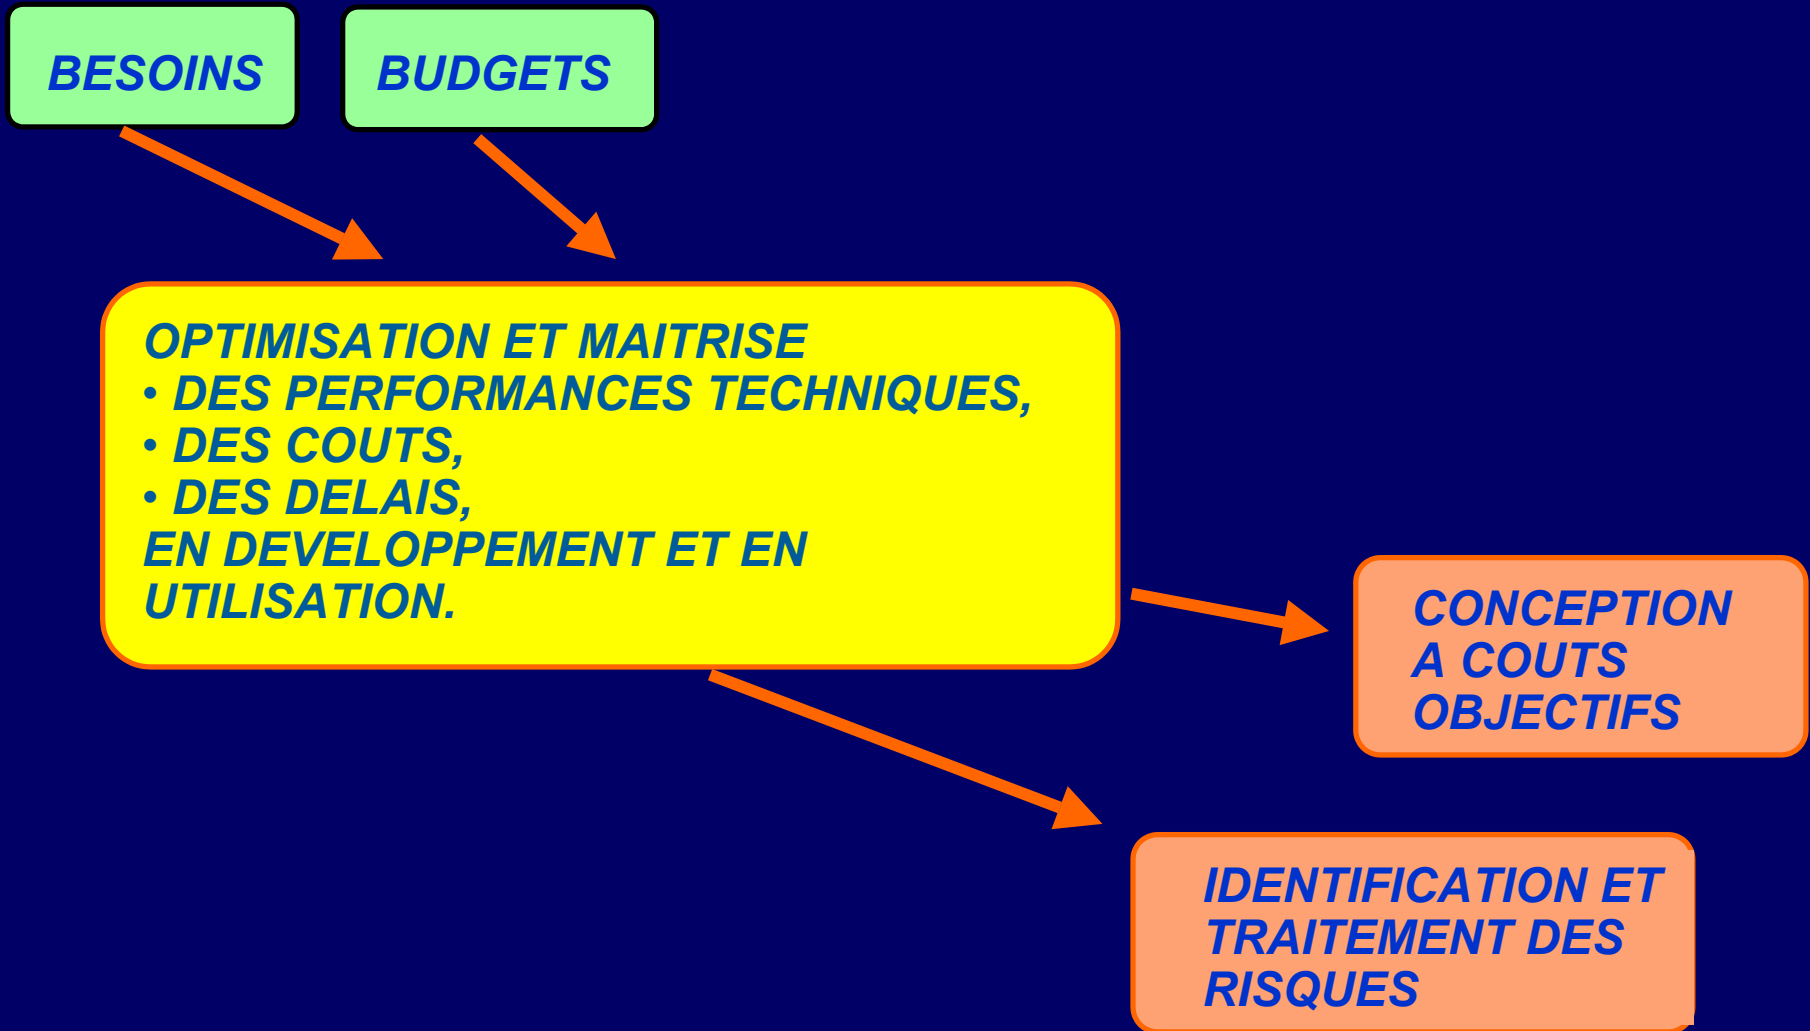 BESOINS
BUDGETS
OPTIMISATION ET MAITRISE
• DES PERFORMANCES TECHNIQUES,
• DES COUTS,
• DES DELAIS,
EN DEVELOPPEMENT ET EN
UTILISATION.
CONCEPTION
A COUTS
OBJECTIFS
IDENTIFICATION ET
TRAITEMENT DES
RISQUES